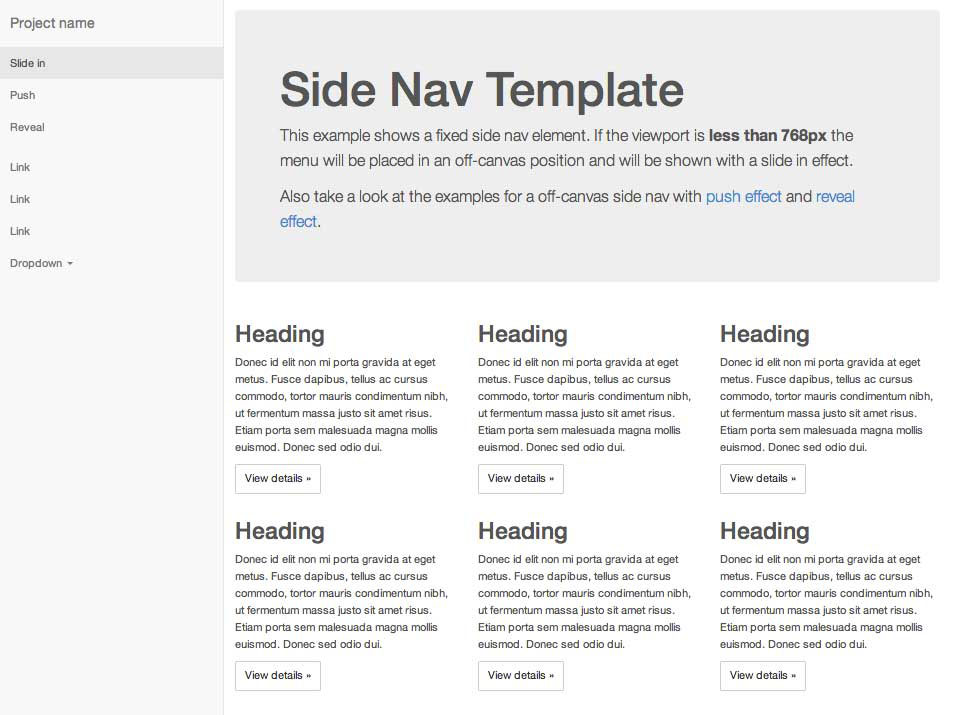 Project name
Slide in
Push
Reveal
Link
Link
Link
Dropdown
Side Nav Template
This example shows a fixed side nav element. If the viewport is less than 768px the
menu will be placed in an off-canvas position and will be shown with a slide in effect.
Also take a look at the examples for a off-canvas side nav with push effect and reveal
effect.
Heading
Donec id elit non mi porta gravida at eget
metus. Fusce dapibus, tellus ac cursus
commodo, tortor mauris condimentum nibh,
ut fermentum massa justo sit amet risus.
Etiam porta sem malesuada magna mollis
euismod. Donec sed odio dui.
View details »
Heading
Donec id elit non mi porta gravida at eget
metus. Fusce dapibus, tellus ac cursus
commodo, tortor mauris condimentum nibh,
ut fermentum massa justo sit amet risus.
Etiam porta sem malesuada magna mollis
euismod. Donec sed odio dui.
View details »
Heading
Donec id elit non mi porta gravida at eget
metus. Fusce dapibus, tellus ac cursus
commodo, tortor mauris condimentum nibh,
ut fermentum massa justo sit amet risus.
Etiam porta sem malesuada magna mollis
euismod. Donec sed odio dui.
View details »
Heading
Donec id elit non mi porta gravida at eget
metus. Fusce dapibus, tellus ac cursus
commodo, tortor mauris condimentum nibh,
ut fermentum massa justo sit amet risus.
Etiam porta sem malesuada magna mollis
euismod. Donec sed odio dui.
View details »
Heading
Donec id elit non mi porta gravida at eget
metus. Fusce dapibus, tellus ac cursus
commodo, tortor mauris condimentum nibh,
ut fermentum massa justo sit amet risus.
Etiam porta sem malesuada magna mollis
euismod. Donec sed odio dui.
View details »
Heading
Donec id elit non mi porta gravida at eget
metus. Fusce dapibus, tellus ac cursus
commodo, tortor mauris condimentum nibh,
ut fermentum massa justo sit amet risus.
Etiam porta sem malesuada magna mollis
euismod. Donec sed odio dui.
View details »